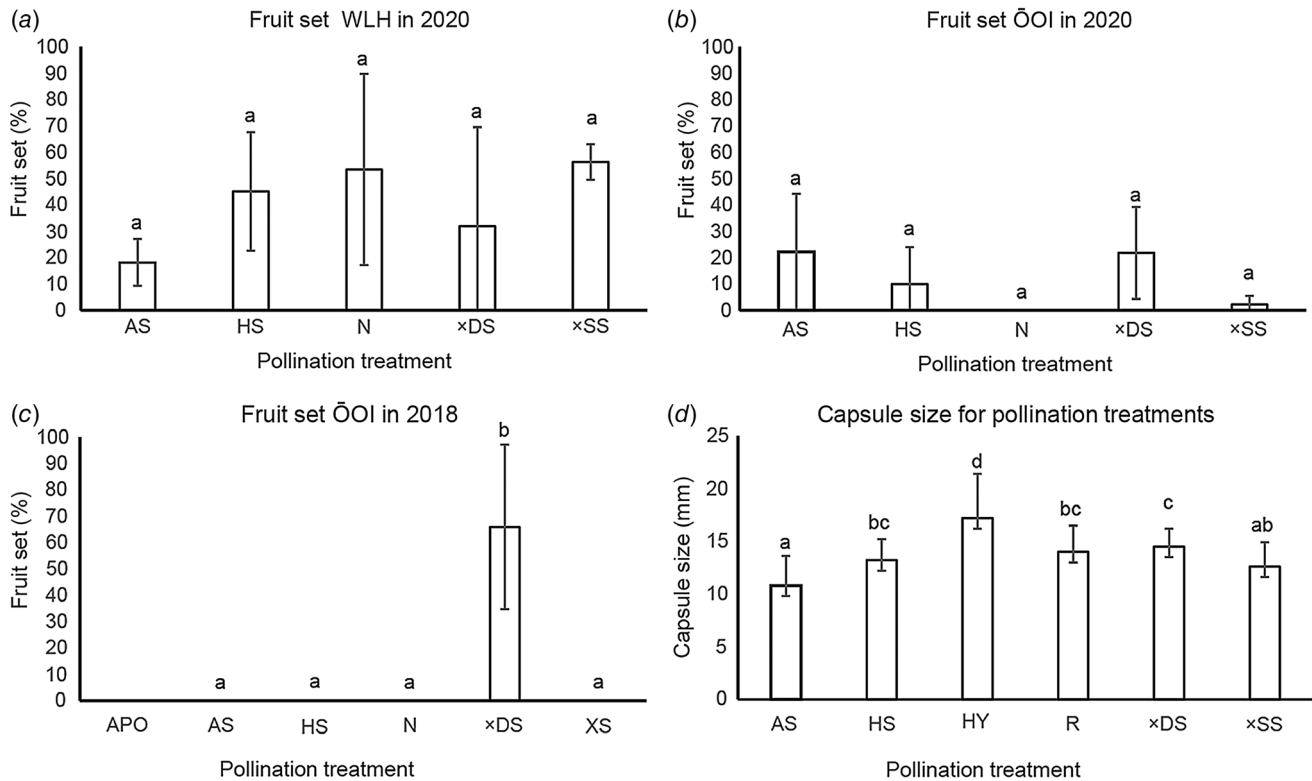 (a) Fruit set WLH in 2020
100
90
80
70
60
50
40
30
20
10
0
Fruit set (%)
a
a
a
a
a
AS HS N ×DS ×SS
Pollination treatment
(b) Fruit set ŌOI in 2020
100
90
80
70
60
50
40
30
20
10
0
Fruit set (%)
a
a
a
a
a
AS HS N ×DS ×SS
Pollination treatment
(c) Fruit set ŌOI in 2018
100
90
80
70
60
50
40
30
20
10
0
Fruit set (%)
a a a b a
APO AS HS N ×DS XS
Pollination treatment
(d) Capsule size for pollination treatments
25
20
15
10
5
0
Capsule size (mm)
a bc d bc c ab
AS HS HY R ×DS ×SS
Pollination treatment